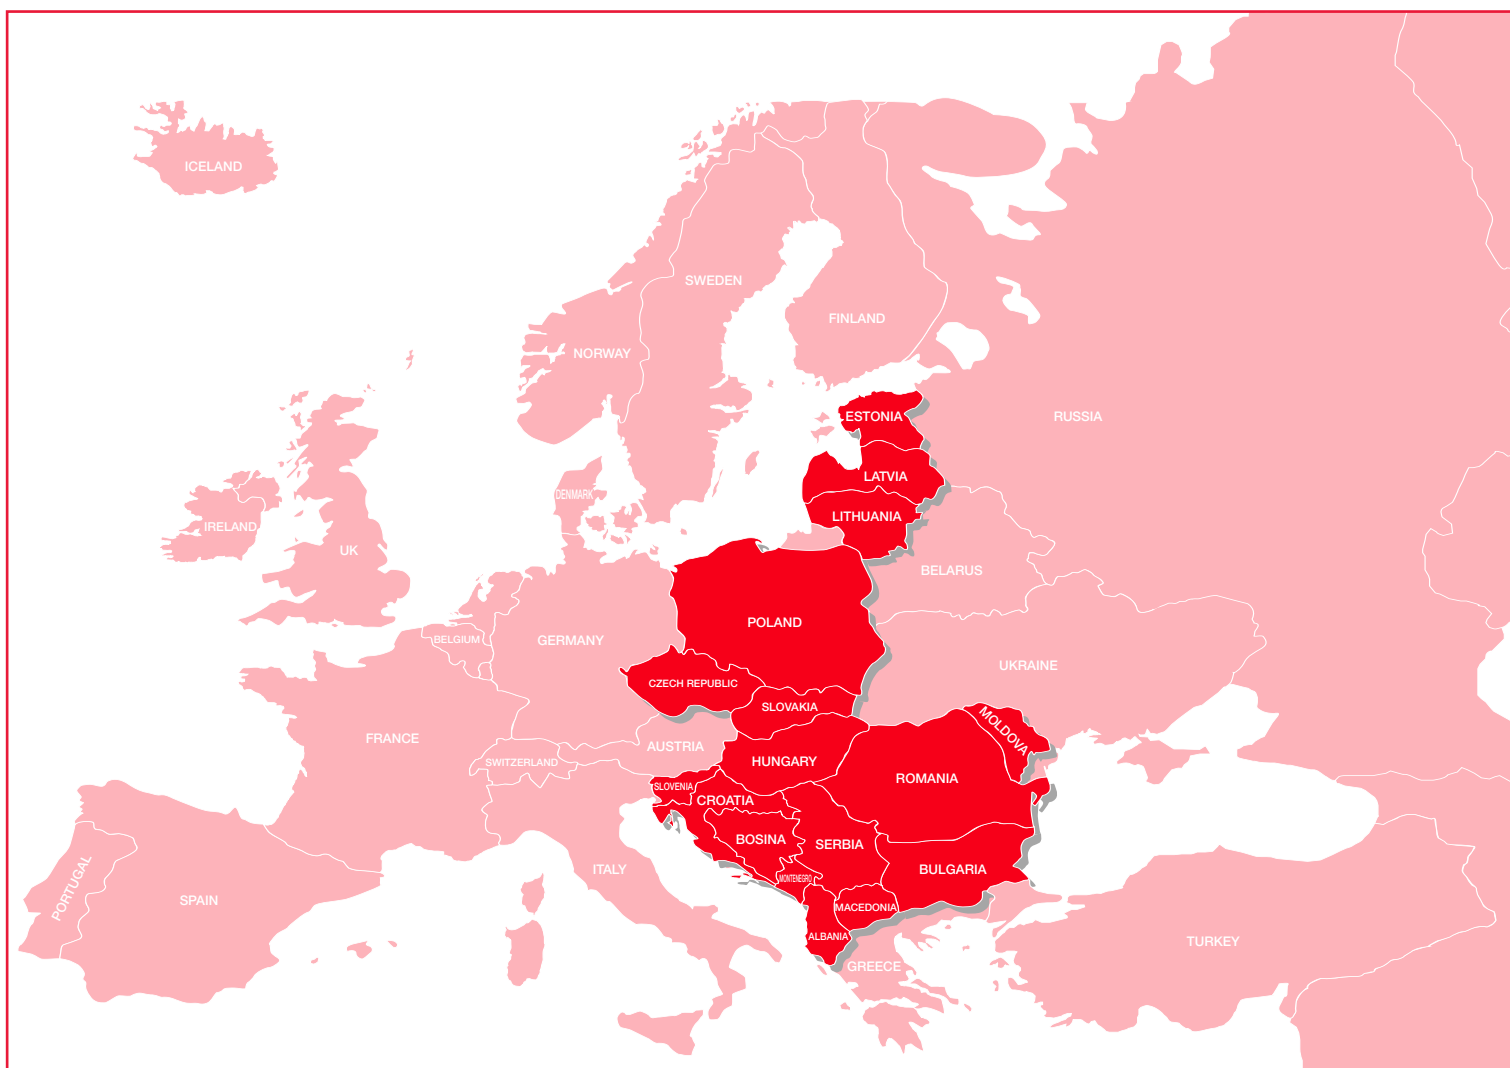 ICELAND
SWEDEN
FINLAND
NORWAY
ESTONIA
RUSSIA
LATVIA
DENMARK
LITHUANIA
IRELAND
UK
BELARUS
POLAND
BELGIUM
GERMANY
UKRAINE
CZECH REPUBLIC
SLOVAKIA
MOLDOVA
FRANCE
AUSTRIA
SWITZERLAND
HUNGARY
ROMANIA
SLOVENIA
CROATIA
BOSINA
SERBIA
ITALY
BULGARIA
MONTENEGRO
PORTUGAL
SPAIN
MACEDONIA
ALBANIA
TURKEY
GREECE